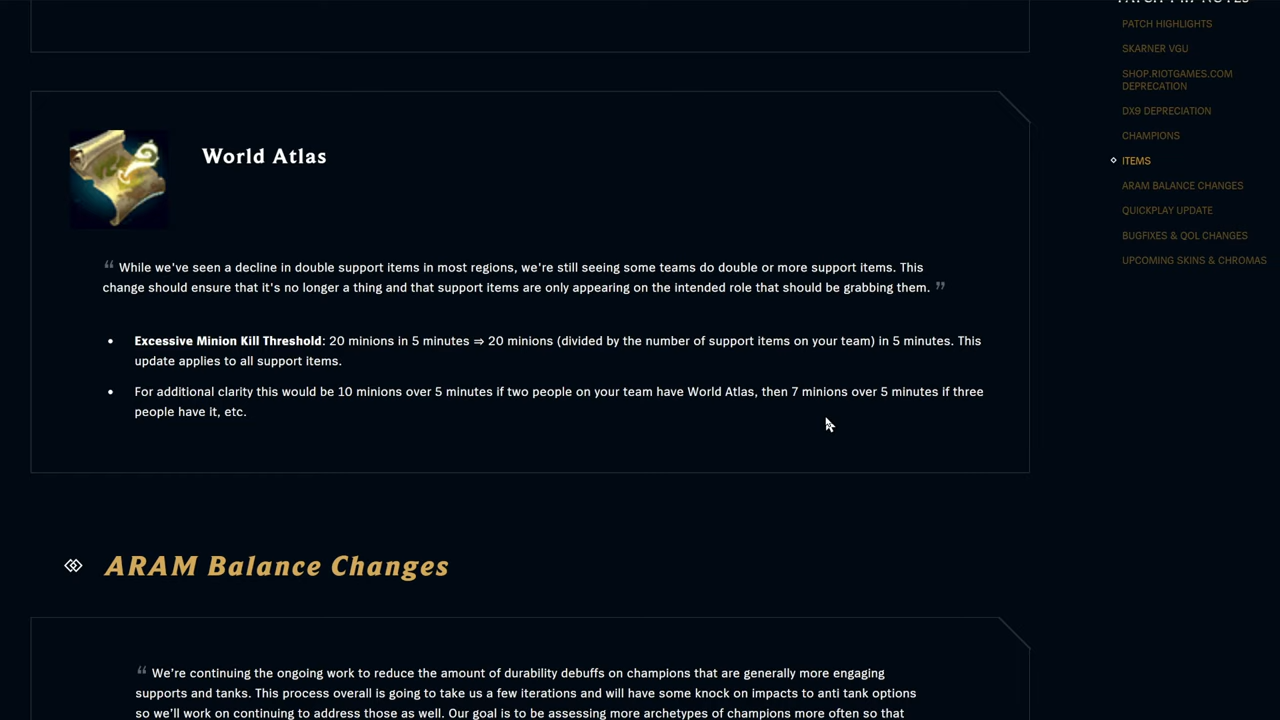 PATCH HIGHLIGHTS
SKARNER VGU
SHOP.RIOTGAMES.COM
DEPRECATION
DX9 DEPRECIATION
CHAMPIONS
ITEMS
ARAM BALANCE CHANGES
QUICKPLAY UPDATE
BUGFIXES & QOL CHANGES
UPCOMING SKINS & CHROMAS
World Atlas
“ While we've seen a decline in double support items in most regions, we're still seeing some teams do double or more support items. This
change should ensure that it's no longer a thing and that support items are only appearing on the intended role that should be grabbing them. ”
• Excessive Minion Kill Threshold: 20 minions in 5 minutes ⇒ 20 minions (divided by the number of support items on your team) in 5 minutes. This
update applies to all support items.
• For additional clarity this would be 10 minions over 5 minutes if two people on your team have World Atlas, then 7 minions over 5 minutes if three
people have it, etc.
ARAM Balance Changes
“ We're continuing the ongoing work to reduce the amount of durability debuffs on champions that are generally more engaging
supports and tanks. This process overall is going to take us a few iterations and will have some knock on impacts to anti tank options
so we'll work on continuing to address those as well. Our goal is to be assessing more archetypes of champions more often so that